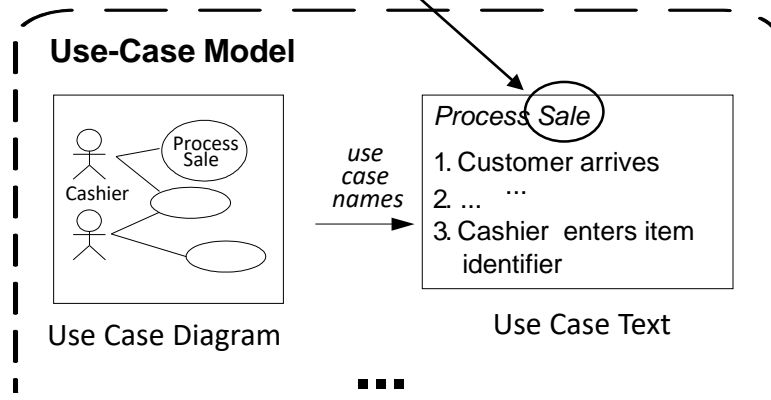 Use-Case Model
Process
Sale
Cashier
Use Case Diagram
use
case
names
Process Sale
1. Customer arrives
2. ... ...
3. Cashier enters item
identifier
Use Case Text
...